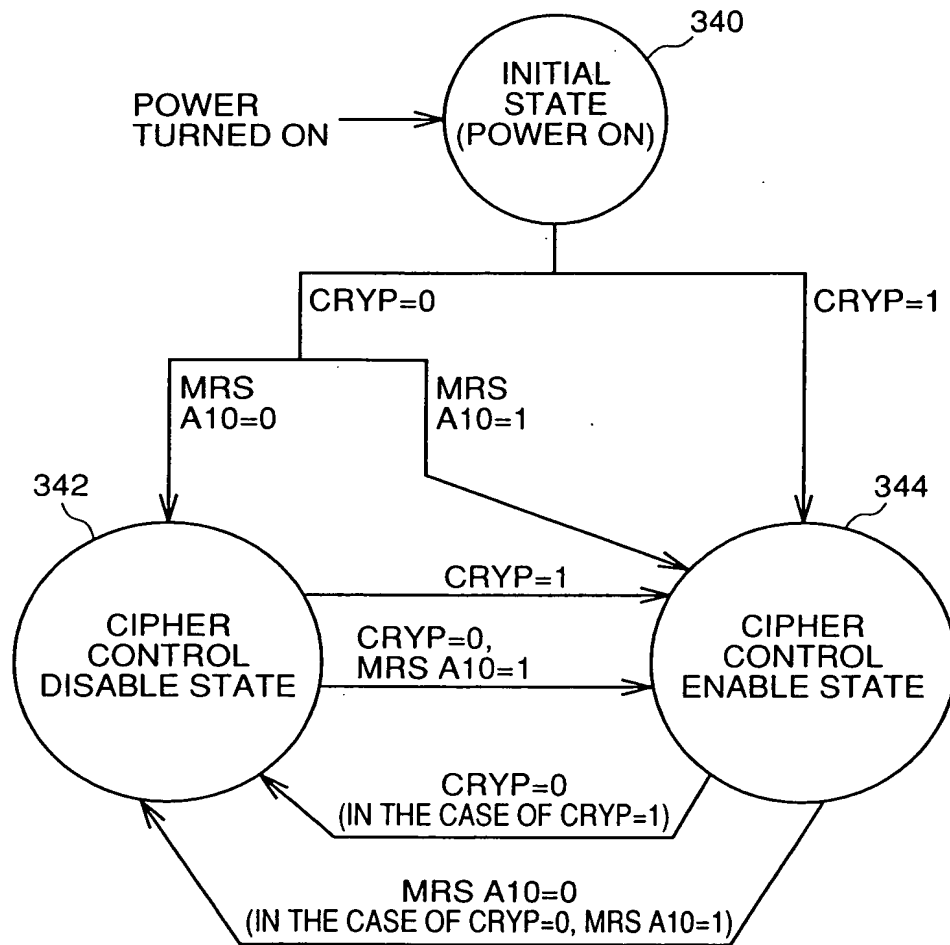 340
INITIAL
STATE
(POWER ON)
POWER
TURNED ON
CRYP=0
CRYP=1
MRS
A10=0
MRS
A10=1
342
344
CIPHER
CONTROL
DISABLE STATE
CRYP=1
CRYP=0,
MRS A10=1
CIPHER
CONTROL
ENABLE STATE
CRYP=0
(IN THE CASE OF CRYP=1)
MRS A10=0
(IN THE CASE OF CRYP=0, MRS A10=1)